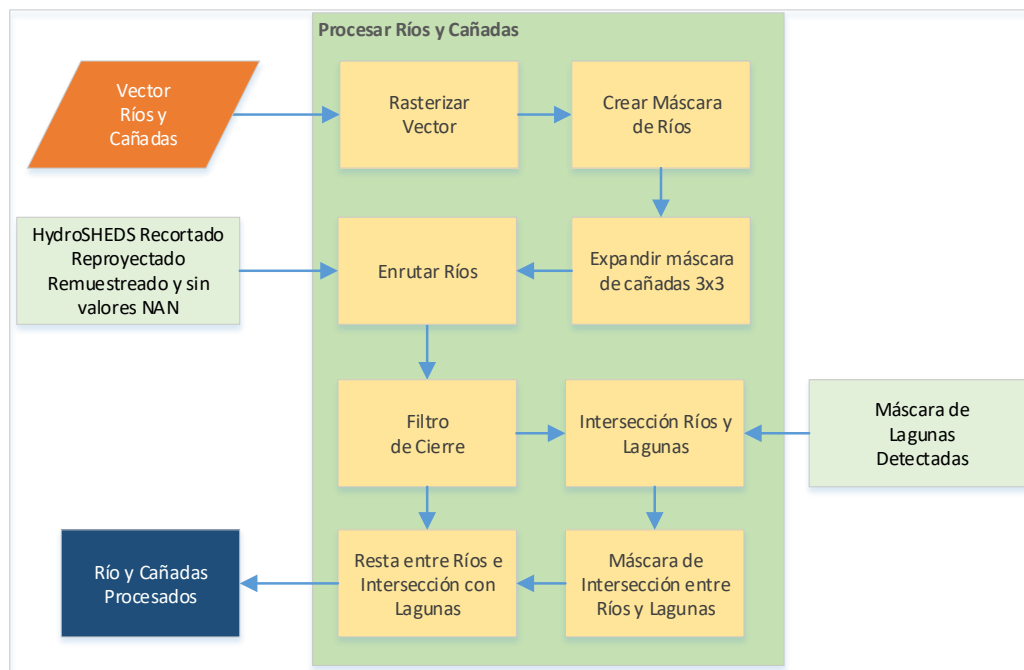 Procesar Ríos y Cañadas
Vector
Ríos y
Cañadas
Rasterizar
Vector
Crear Máscara
de Ríos
HydroSHEDS Recortado
Reproyectado
Remuestreado y sin
valores NAN
Enrutar Ríos
Expandir máscara
de cañadas 3x3
Filtro
de Cierre
Intersección Ríos y
Lagunas
Máscara de
Lagunas
Detectadas
Río y Cañadas
Procesados
Resta entre Ríos e
Intersección con
Lagunas
Máscara de
Intersección entre
Ríos y Lagunas